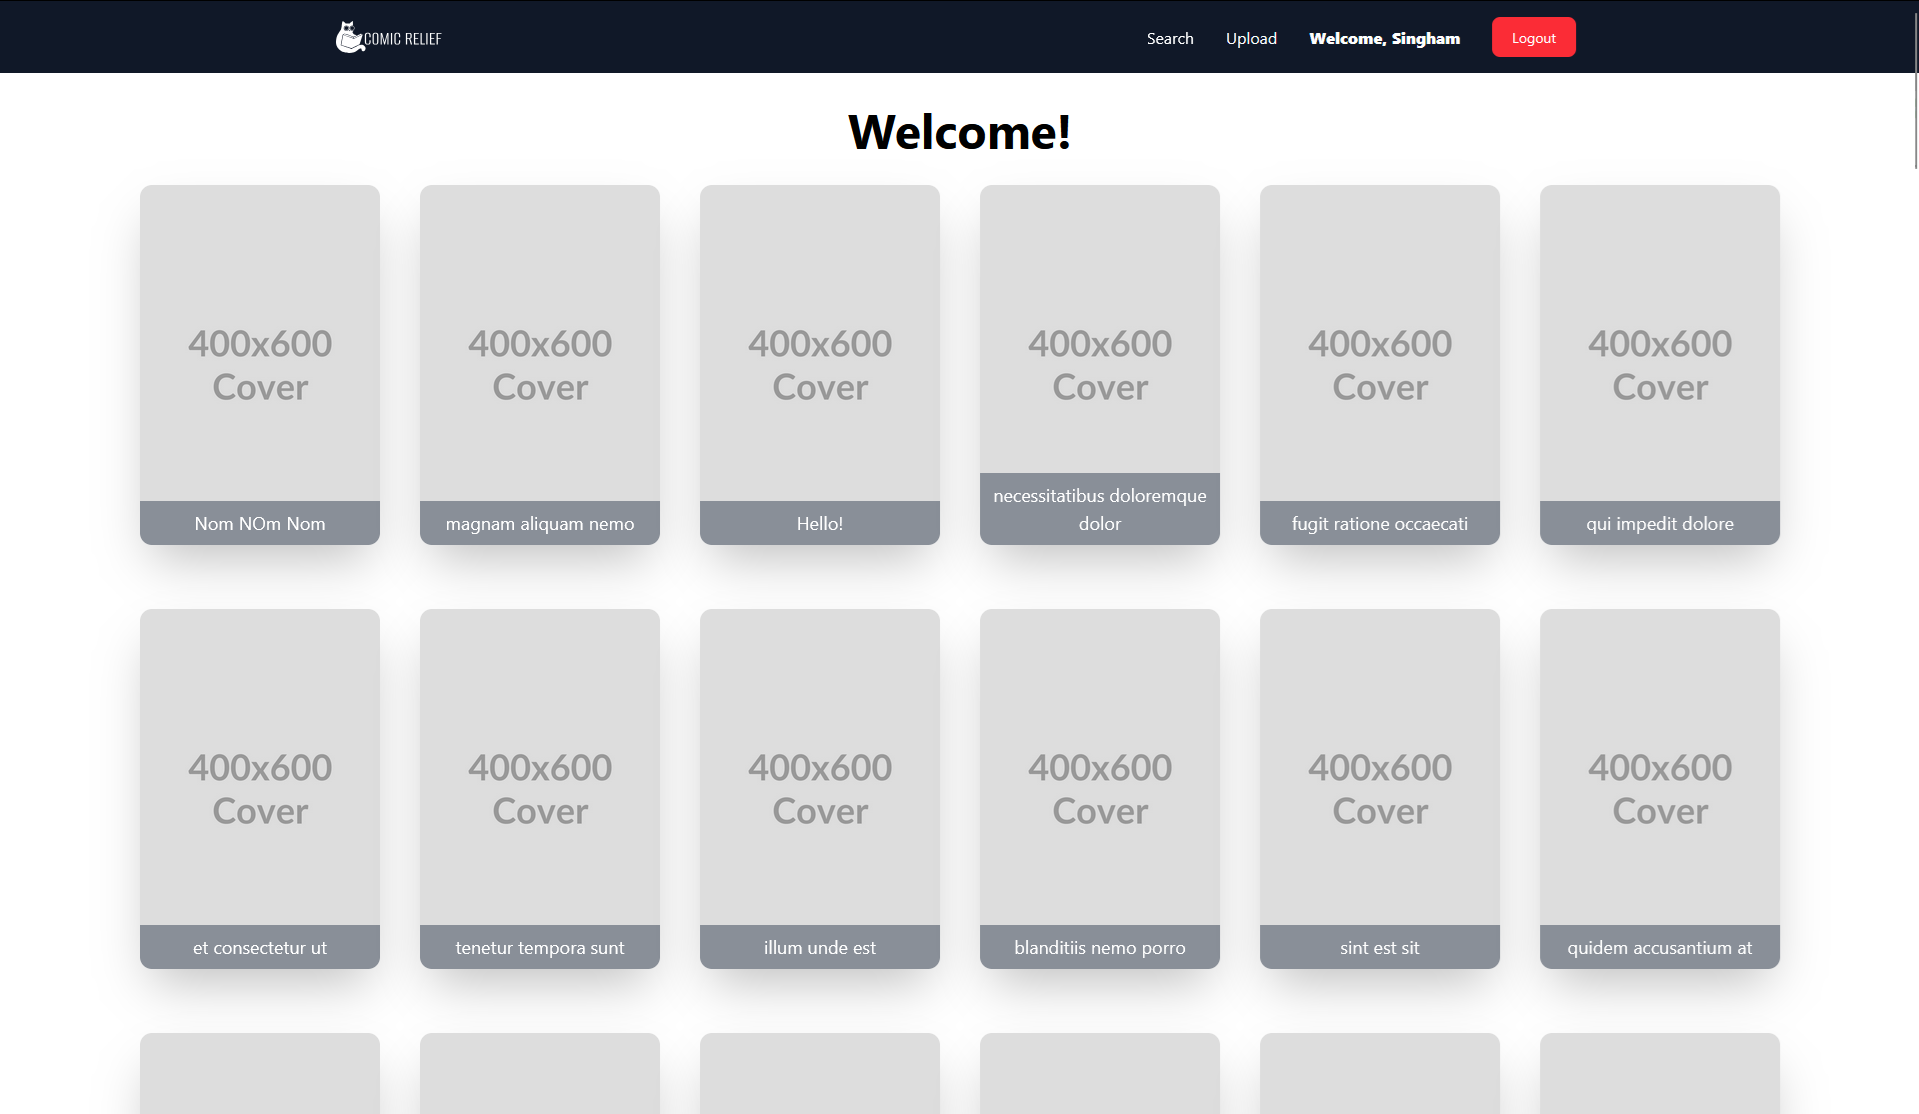 COMIC RELIEF
Search
Upload
Welcome, Singham
Logout
Welcome!
400x600
Cover
400x600
Cover
400x600
Cover
400x600
Cover
400x600
Cover
400x600
Cover
Nom NOm Nom
magnam aliquam nemo
Hello!
necessitatibus doloremque
dolor
fugit ratione occaecati
qui impedit dolore
400x600
Cover
400x600
Cover
400x600
Cover
400x600
Cover
400x600
Cover
400x600
Cover
et consectetur ut
tenetur tempora sunt
illum unde est
blanditiis nemo porro
sint est sit
quidem accusantium at